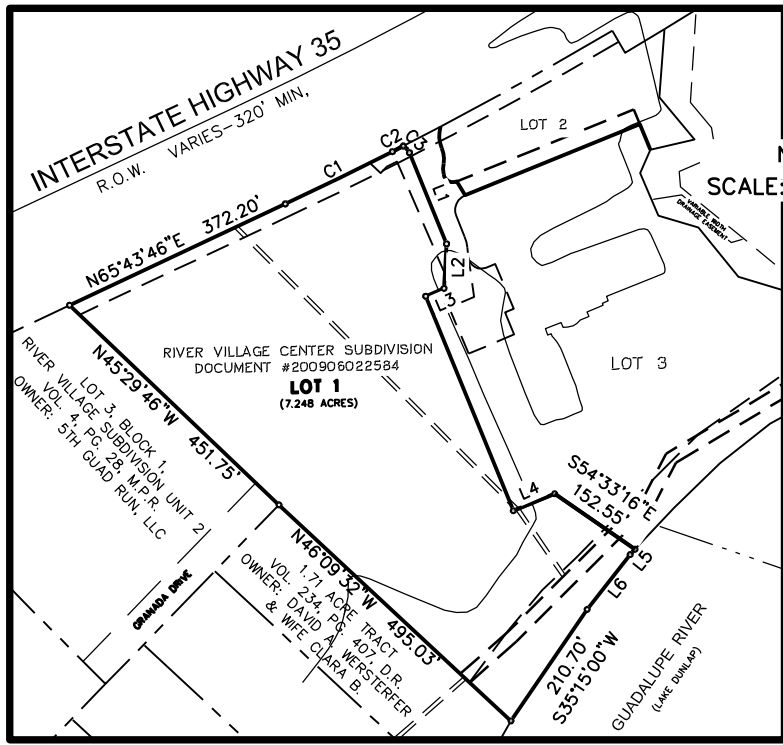 INTERSTATE HIGHWAY 35
R.O.W. VARIES-320' MIN,
C1
C2
C3
LOT 2
N
SCALE:
L1
VARIABLE WIDTH
DRAINAGE EASEMENT
N65°43'46"E 372.20'
L2
L3
RIVER VILLAGE CENTER SUBDIVISION
DOCUMENT #200906022584
LOT 1
(7.248 ACRES)
LOT 3
N45°29'46"W 451.75'
LOT 3, BLOCK 1,
RIVER VILLAGE SUBDIVISION UNIT 2
VOL. 4, PG. 28, M.P.R.
OWNER: 5TH GUAD RUN, LLC
L4
S54°33'16"E
152.55'
L5
L6
GRANADA DRIVE
N46°09'32"W 495.03'
1.71 ACRE TRACT
VOL. 234, PG. 407, D.R.
OWNER: DAVID A. WERSTERFER
& WIFE CLARA B.
210.70'
S35°15'00"W
GUADALUPE RIVER
(LAKE DUNLAP)